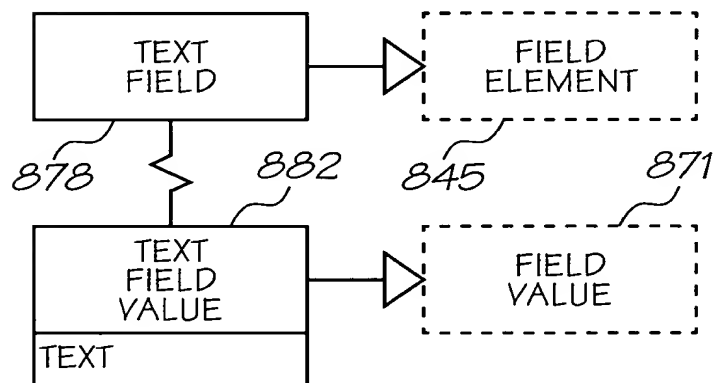 TEXT
FIELD
FIELD
ELEMENT
878
882
845
871
TEXT
FIELD
VALUE
FIELD
VALUE
TEXT